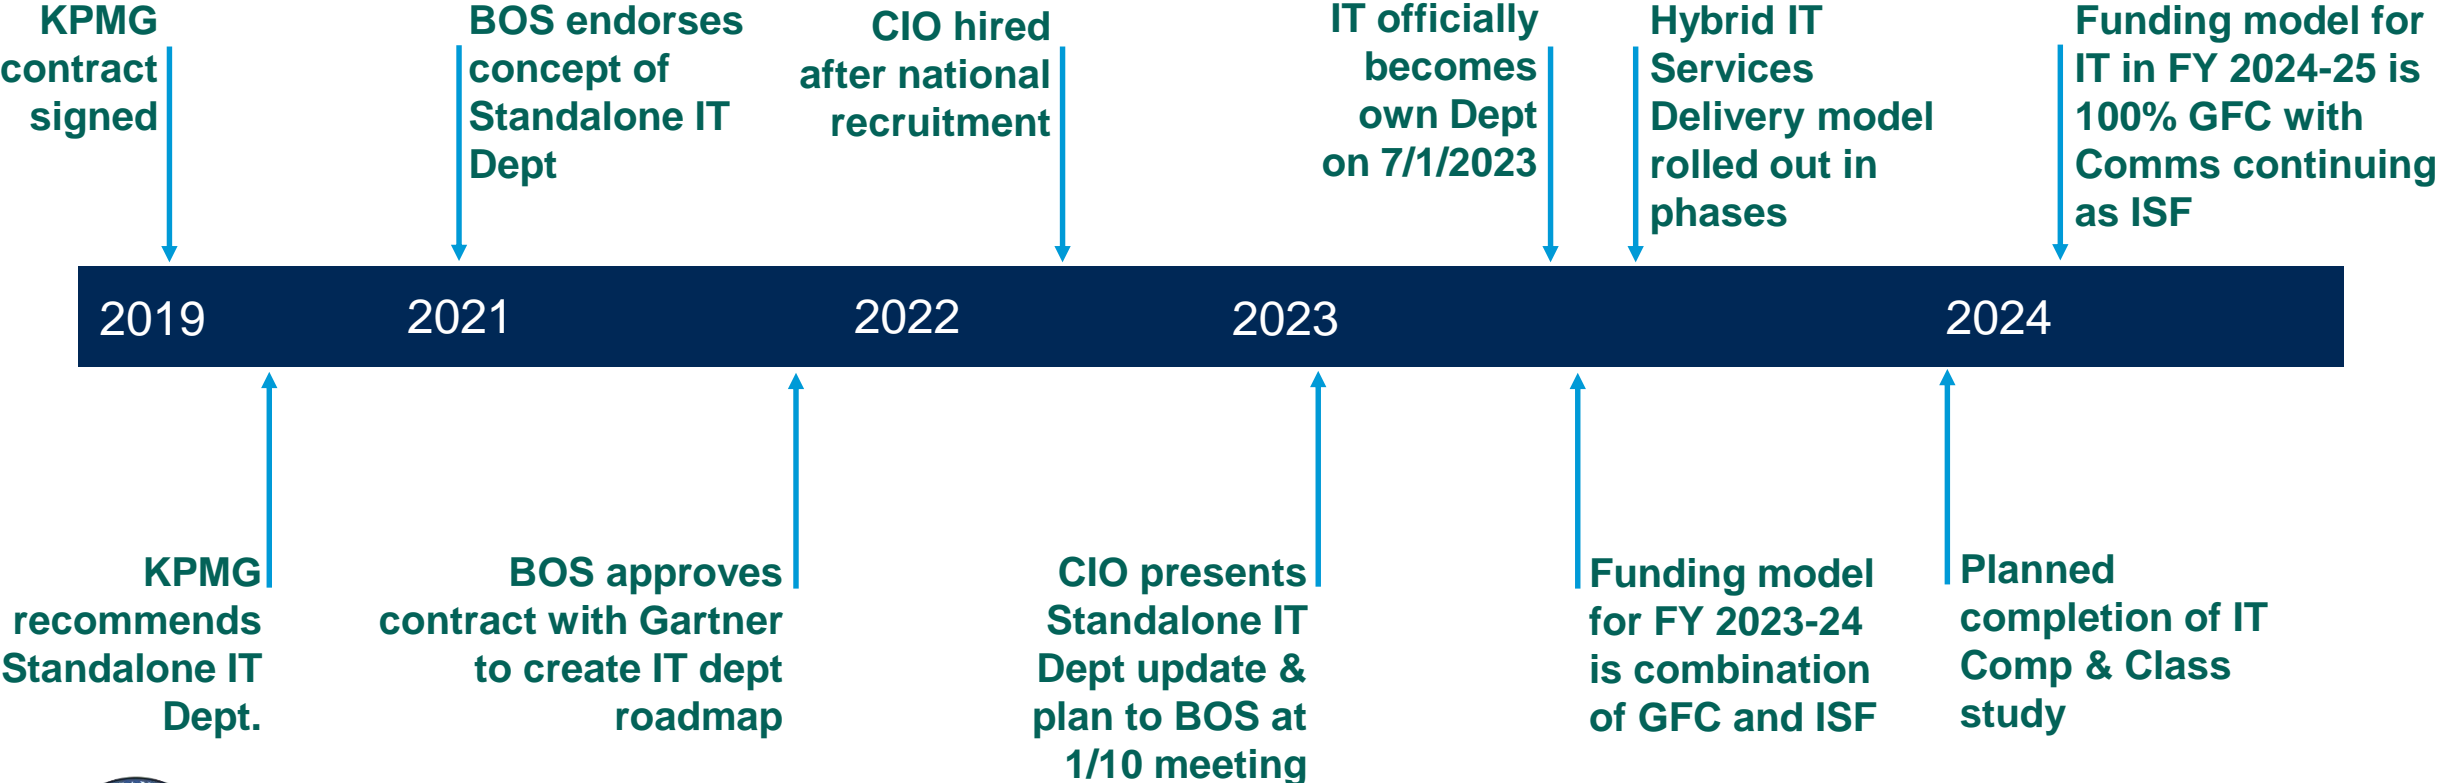 KPMG
contract
signed
BOS endorses
concept of
Standalone IT
Dept
CIO hired
after national
recruitment
IT officially
becomes
own Dept
on 7/1/2023
Hybrid IT
Services
Delivery model
rolled out in
phases
Funding model for
IT in FY 2024-25 is
100% GFC with
Comms continuing
as ISF
2019
2021
2022
2023
2024
KPMG
recommends
Standalone IT
Dept.
BOS approves
contract with Gartner
to create IT dept
roadmap
CIO presents
Standalone IT
Dept update &
plan to BOS at
1/10 meeting
Funding model
for FY 2023-24
is combination
of GFC and ISF
Planned
completion of IT
Comp & Class
study